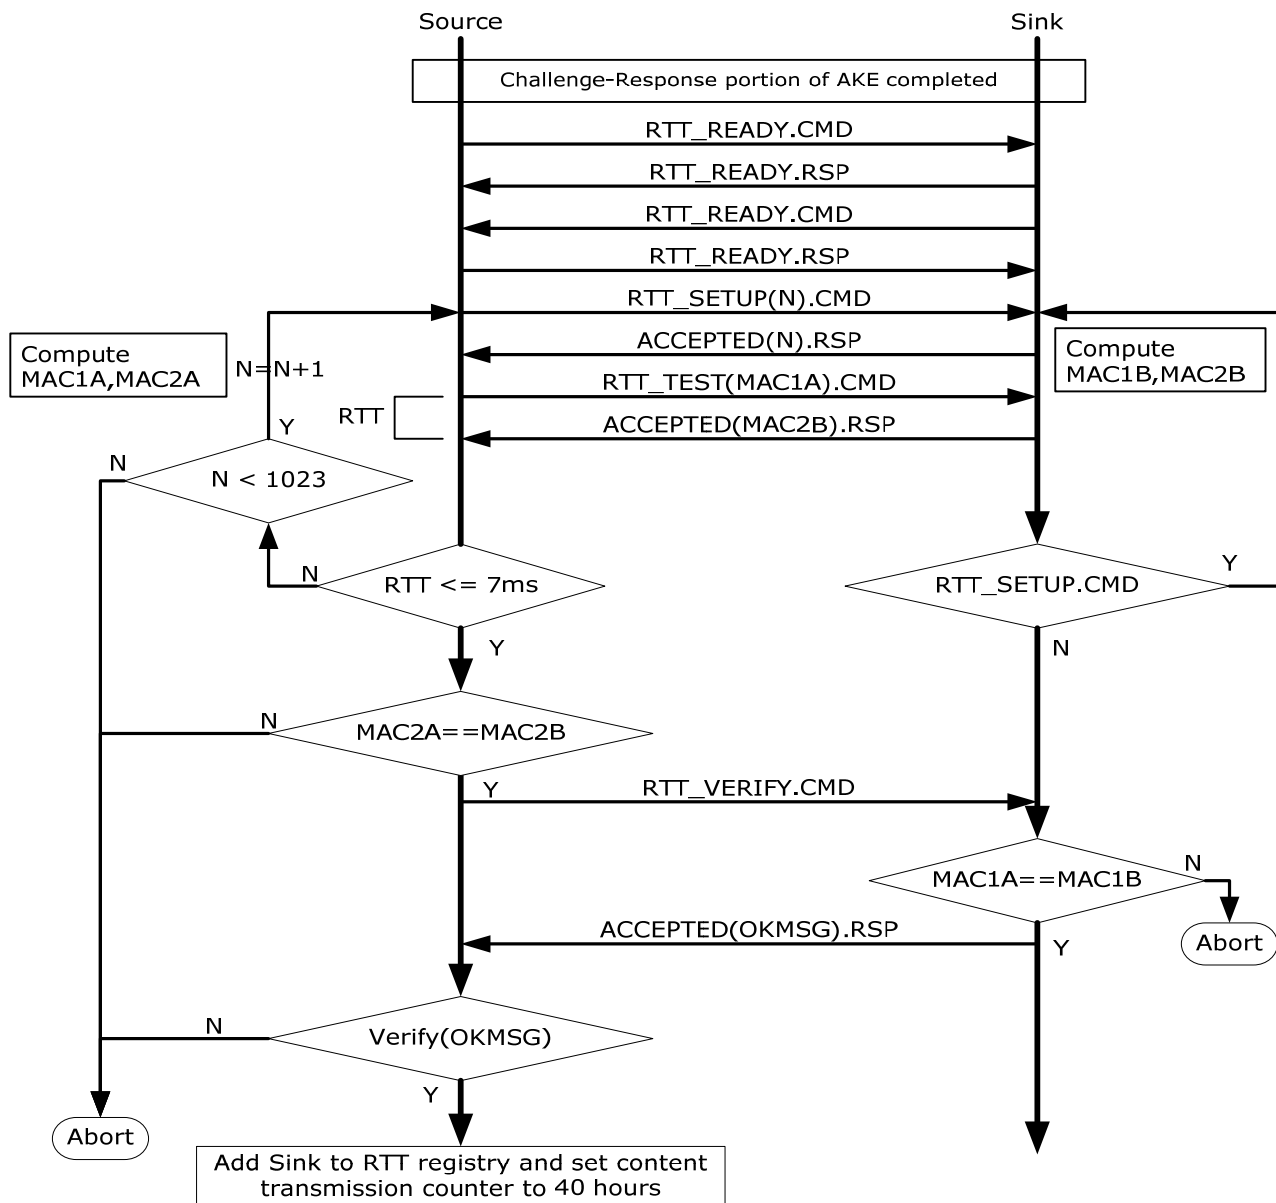 Source
Sink
Challenge-Response portion of AKE completed
RTT_READY.CMD
RTT_READY.RSP
RTT_READY.CMD
RTT_READY.RSP
RTT_SETUP(N).CMD
Compute
MAC1A,MAC2A
N=N+1
ACCEPTED(N).RSP
Compute
MAC1B,MAC2B
RTT_TEST(MAC1A).CMD
RTT
ACCEPTED(MAC2B).RSP
Y
N
N < 1023
N
RTT <= 7ms
Y
RTT_SETUP.CMD
Y
N
N
MAC2A==MAC2B
Y
RTT_VERIFY.CMD
MAC1A==MAC1B
N
Abort
ACCEPTED(OKMSG).RSP
Y
N
Verify(OKMSG)
Y
Abort
Add Sink to RTT registry and set content
transmission counter to 40 hours